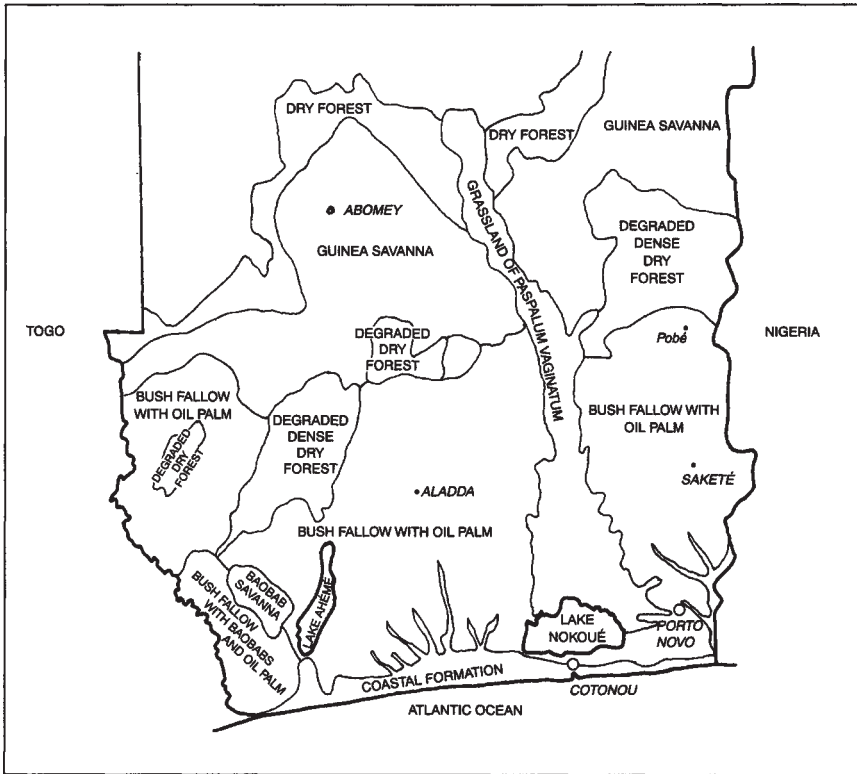 DRY FOREST
DRY FOREST
GUINEA SAVANNA
ABOMEY
GUINEA SAVANNA
GRASSLAND OF PASPALUM VAGINATUM
DEGRADED
DENSE
DRY
FOREST
TOGO
NIGERIA
Pobé
DEGRADED
DRY
FOREST
BUSH FALLOW
WITH OIL PALM
DEGRADED
DRY
FOREST
DEGRADED
DENSE
DRY
FOREST
BUSH FALLOW WITH
OIL PALM
SAKETÉ
ALADDA
BUSH FALLOW WITH OIL PALM
BAOBAB
SAVANNA
BUSH FALLOW
WITH BAOBABS
AND OIL PALM
LAKE AHÉMÉ
LAKE
NOKOUÉ
PORTO
NOVO
COASTAL FORMATION
COTONOU
ATLANTIC OCEAN